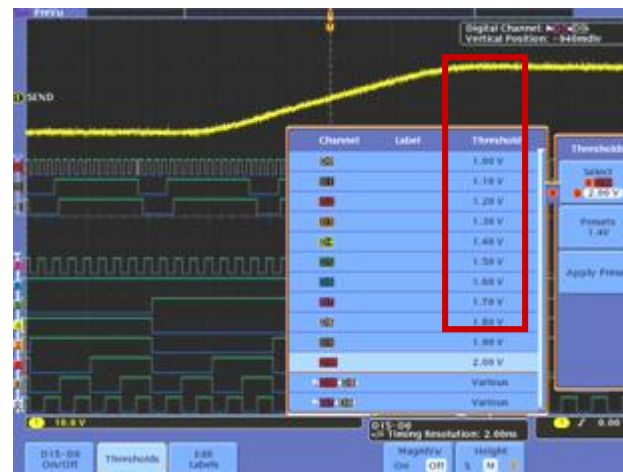 PreVu
Digital Channel:
Vertical Position: -940mdiv
SEND
Channel Label Threshold
1.00 V
1.10 V
1.20 V
1.30 V
1.40 V
1.50 V
1.60 V
1.70 V
1.80 V
1.80 V
2.00 V
Various
Various
Thresholds
Select
2.00 V
Presets
1.4V
Apply
10.0 V
D15-D0
Timing Resolution: 2.00ns
0.00
D15-D0
On/Off
Thresholds
Edit
Labels
MagniVu
On Off
Height
S M